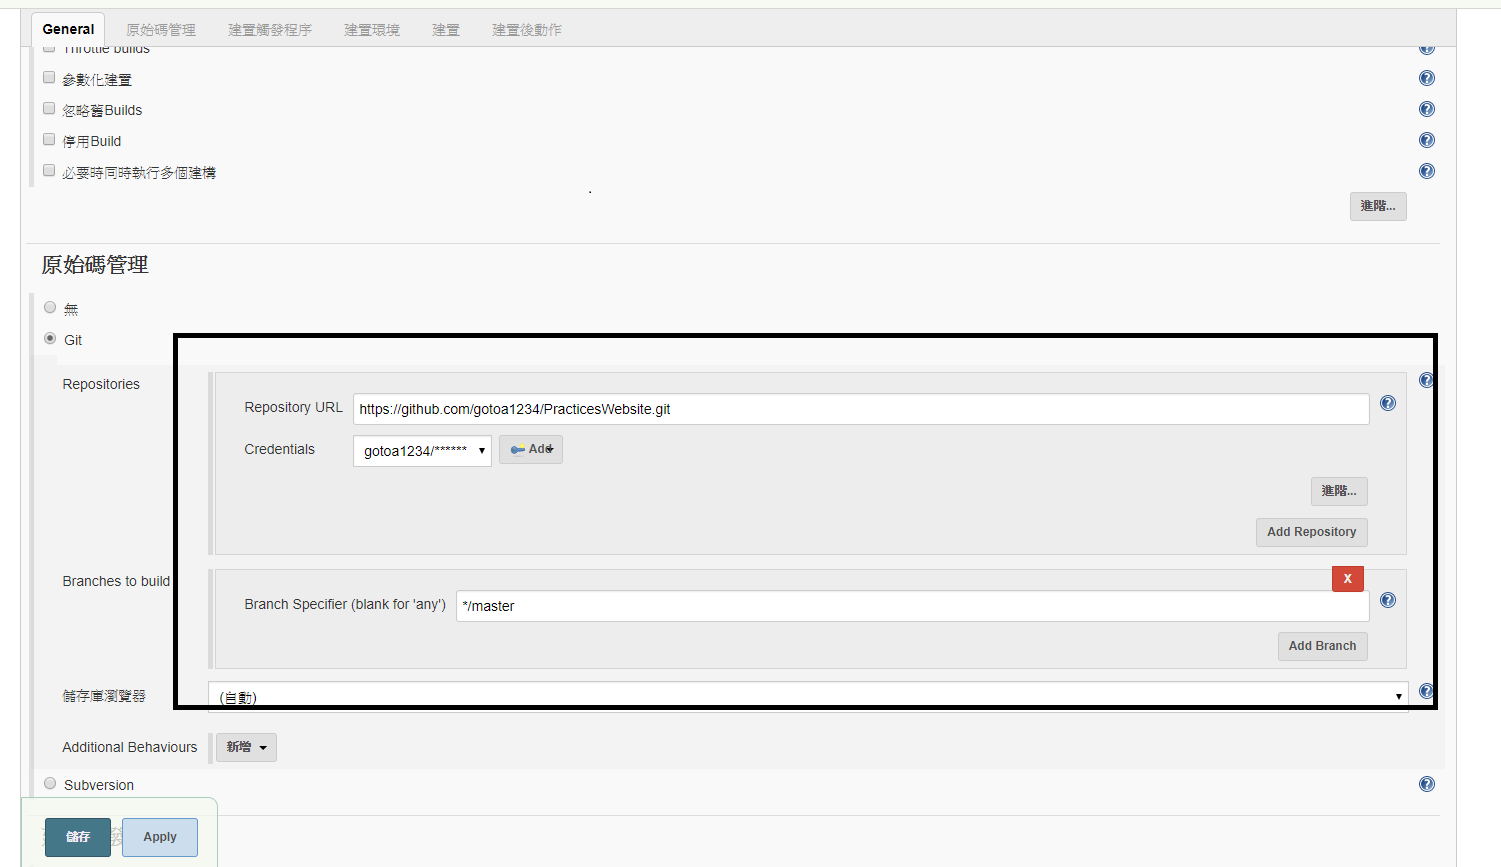 General 原始碼管理 建置觸發程序 建置環境 建置 建置後動作
Throttle builds
參數化建置
忽略舊Builds
停用Build
必要時同時執行多個建構
進階...
原始碼管理
無
Git
Repositories
Repository URL https://github.com/gotoa1234/PracticesWebsite.git
Credentials gotoa1234/****** Add
進階...
Add Repository
Branches to build
X
Branch Specifier (blank for 'any') */master
Add Branch
儲存庫瀏覽器 (自動)
Additional Behaviours 新增
Subversion
儲存 Apply